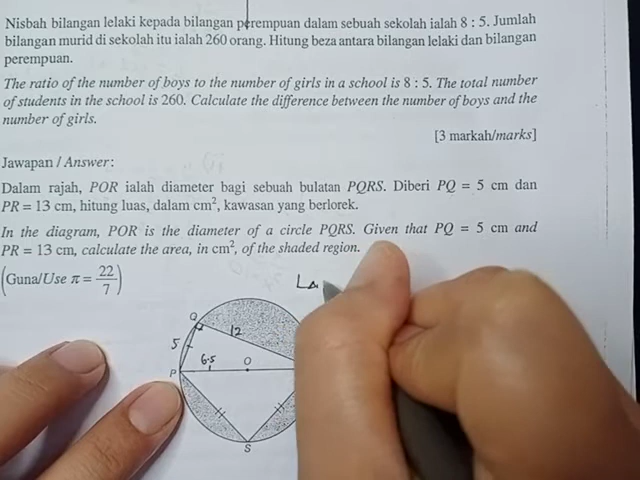 Nisbah bilangan lelaki kepada bilangan perempuan dalam sebuah sekolah ialah 8 : 5. Jumlah
bilangan murid di sekolah itu ialah 260 orang. Hitung beza antara bilangan lelaki dan bilangan
perempuan.
The ratio of the number of boys to the number of girls in a school is 8 : 5. The total number
of students in the school is 260. Calculate the difference between the number of boys and the
number of girls.
[3 markah/marks]
Jawapan / Answer:
Dalam rajah, POR ialah diameter bagi sebuah bulatan PQRS. Diberi PQ = 5 cm dan
PR = 13 cm, hitung luas, dalam cm², kawasan yang berlorek.
In the diagram, POR is the diameter of a circle PQRS. Given that PQ = 5 cm and
PR = 13 cm, calculate the area, in cm², of the shaded region.
(Guna/Use π = 22/7)
Q
12
5
6.5
O
P
S